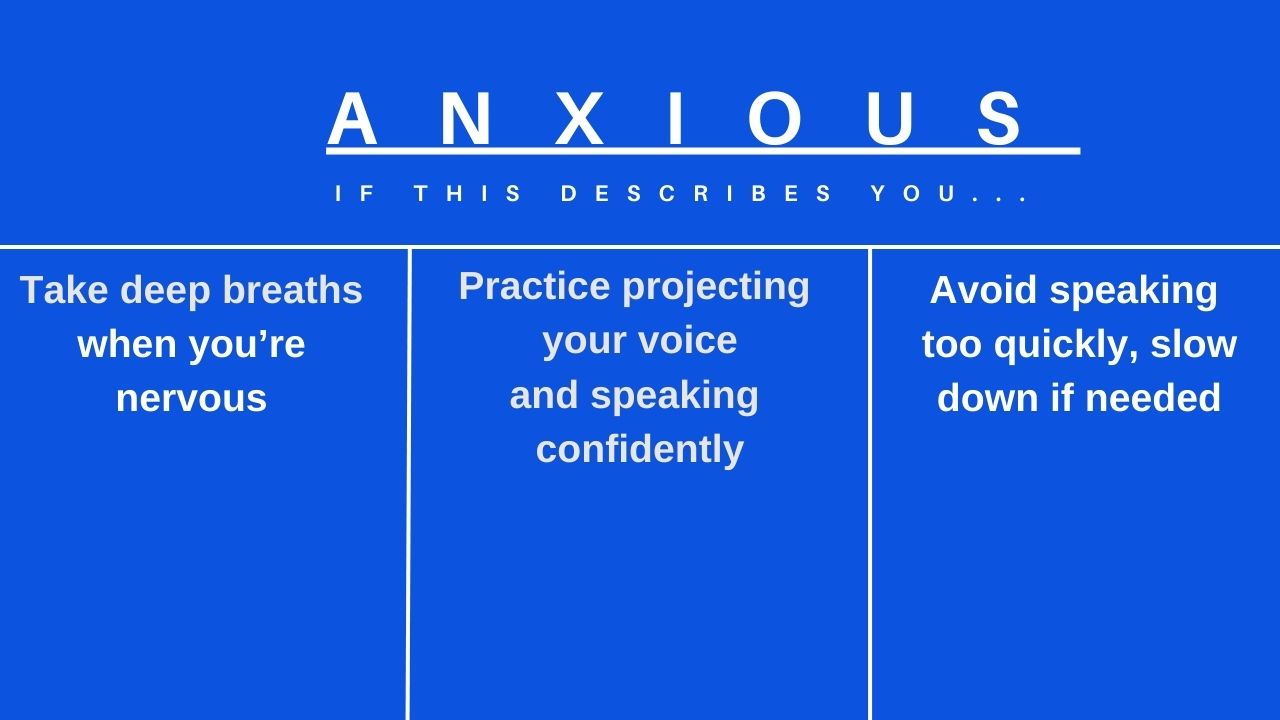 ANXIOUS
IF THIS DESCRIBES YOU...
Take deep breaths
when you’re
nervous
Practice projecting
your voice
and speaking
confidently
Avoid speaking
too quickly, slow
down if needed